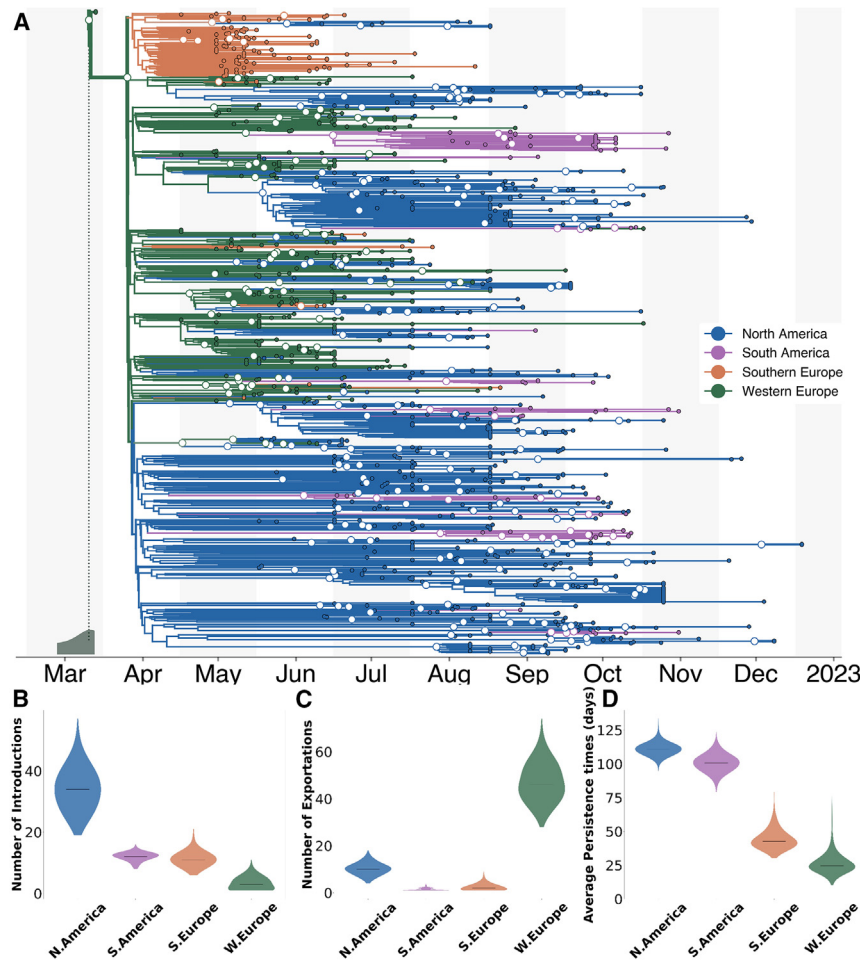 A
North America
South America
Southern Europe
Western Europe
Mar Apr May Jun Jul Aug Sep Oct Nov Dec 2023
B C D
Number of Introductions
40
20
0
N.America S.America S.Europe W.Europe
Number of Exportations
60
40
20
0
N.America S.America S.Europe W.Europe
Average Persistence times (days)
125
100
75
50
25
0
N.America S.America S.Europe W.Europe